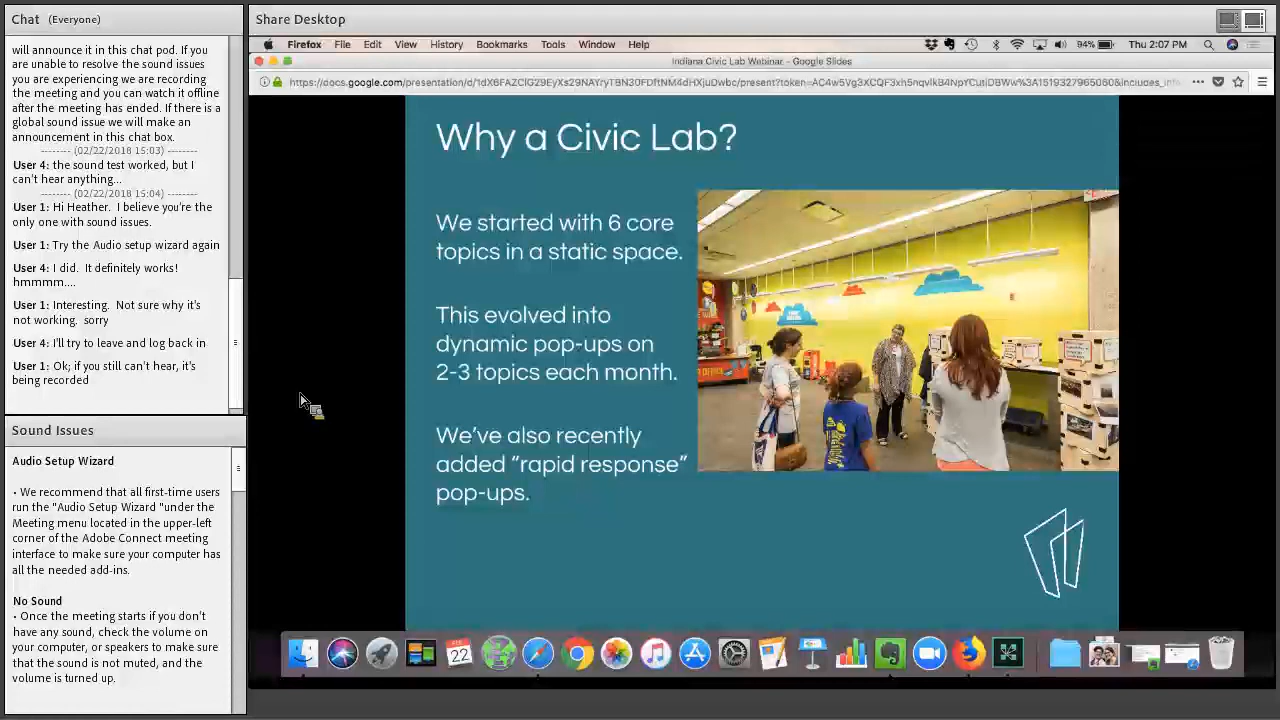 Chat (Everyone)
will announce it in this chat pod. If you
are unable to resolve the sound issues
you are experiencing we are recording
the meeting and you can watch it offline
after the meeting has ended. If there is a
global sound issue we will make an
announcement in this chat box.
-------- (02/22/2018 15:03) --------
User 4: the sound test worked, but I
can't hear anything...
-------- (02/22/2018 15:04) --------
User 1: Hi Heather. I believe you're the
only one with sound issues.
User 1: Try the Audio setup wizard again
User 4: I did. It definitely works!
hmmmm....
User 1: Interesting. Not sure why it's
not working. sorry
User 4: I'll try to leave and log back in
User 1: Ok; if you still can't hear, it's
being recorded
Sound Issues
Audio Setup Wizard
• We recommend that all first-time users
run the "Audio Setup Wizard "under the
Meeting menu located in the upper-left
corner of the Adobe Connect meeting
interface to make sure your computer has
all the needed add-ins.
No Sound
• Once the meeting starts if you don't
have any sound, check the volume on
your computer, or speakers to make sure
that the sound is not muted, and the
volume is turned up.
Share Desktop
Firefox File Edit View History Bookmarks Tools Window Help 94% Thu 2:07 PM
Indiana Civic Lab Webinar - Google Slides
Why a Civic Lab?
We started with 6 core
topics in a static space.
This evolved into
dynamic pop-ups on
2-3 topics each month.
We've also recently
added "rapid response"
pop-ups.
22